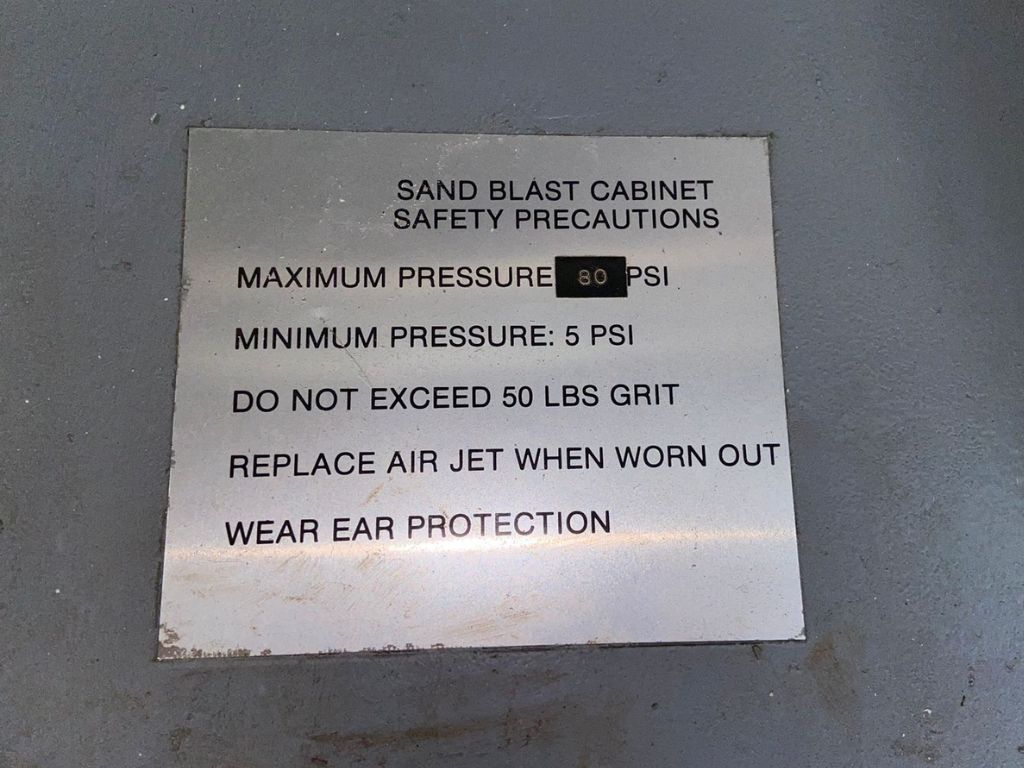 SAND BLAST CABINET
SAFETY PRECAUTIONS
MAXIMUM PRESSURE 80 PSI
MINIMUM PRESSURE: 5 PSI
DO NOT EXCEED 50 LBS GRIT
REPLACE AIR JET WHEN WORN OUT
WEAR EAR PROTECTION